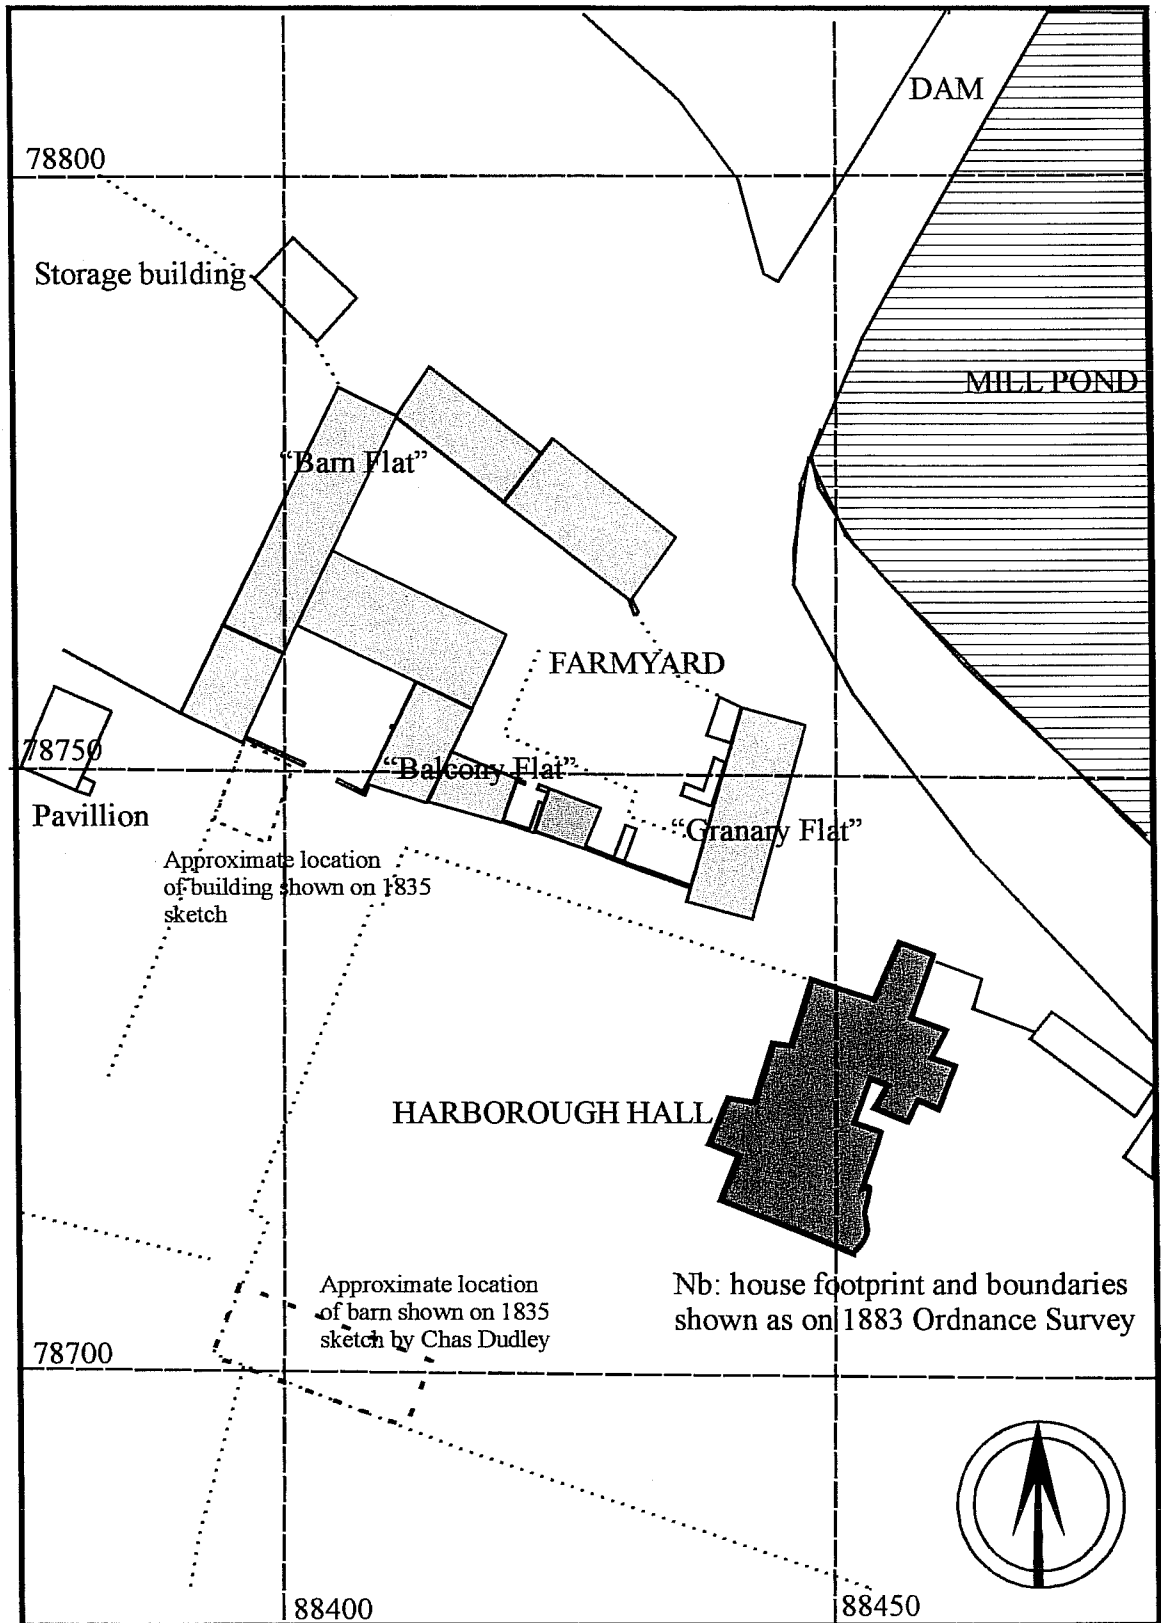 DAM
78800
Storage building
MILL POND
“Barn Flat”
FARMYARD
78750
“Balcony Flat”
Pavillion
“Granary Flat”
Approximate location
of building shown on 1835
sketch
HARBOROUGH HALL
Approximate location
of barn shown on 1835
sketch by Chas Dudley
Nb: house footprint and boundaries
shown as on 1883 Ordnance Survey
78700
88400
88450